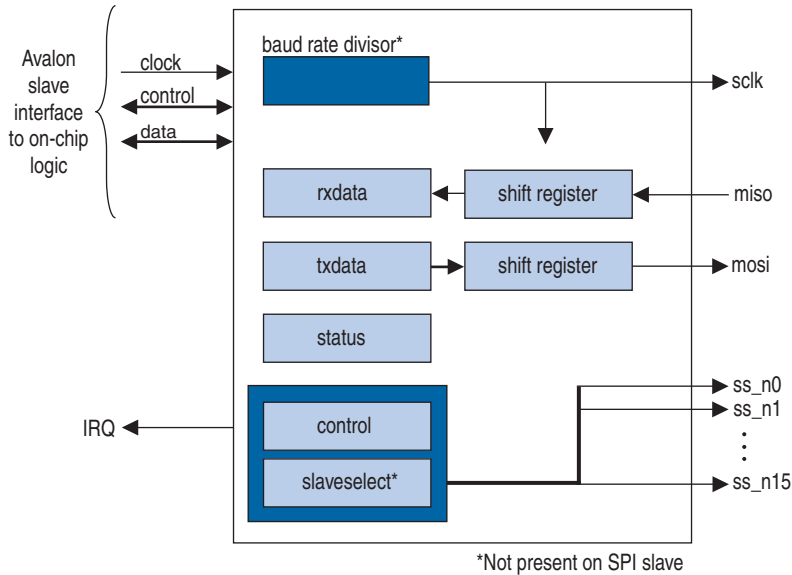 Avalon
slave
interface
to on-chip
logic
clock
control
data
baud rate divisor*
sclk
rxdata
shift register
miso
txdata
shift register
mosi
status
IRQ
control
slaveselect*
ss_n0
ss_n1
ss_n15
*Not present on SPI slave